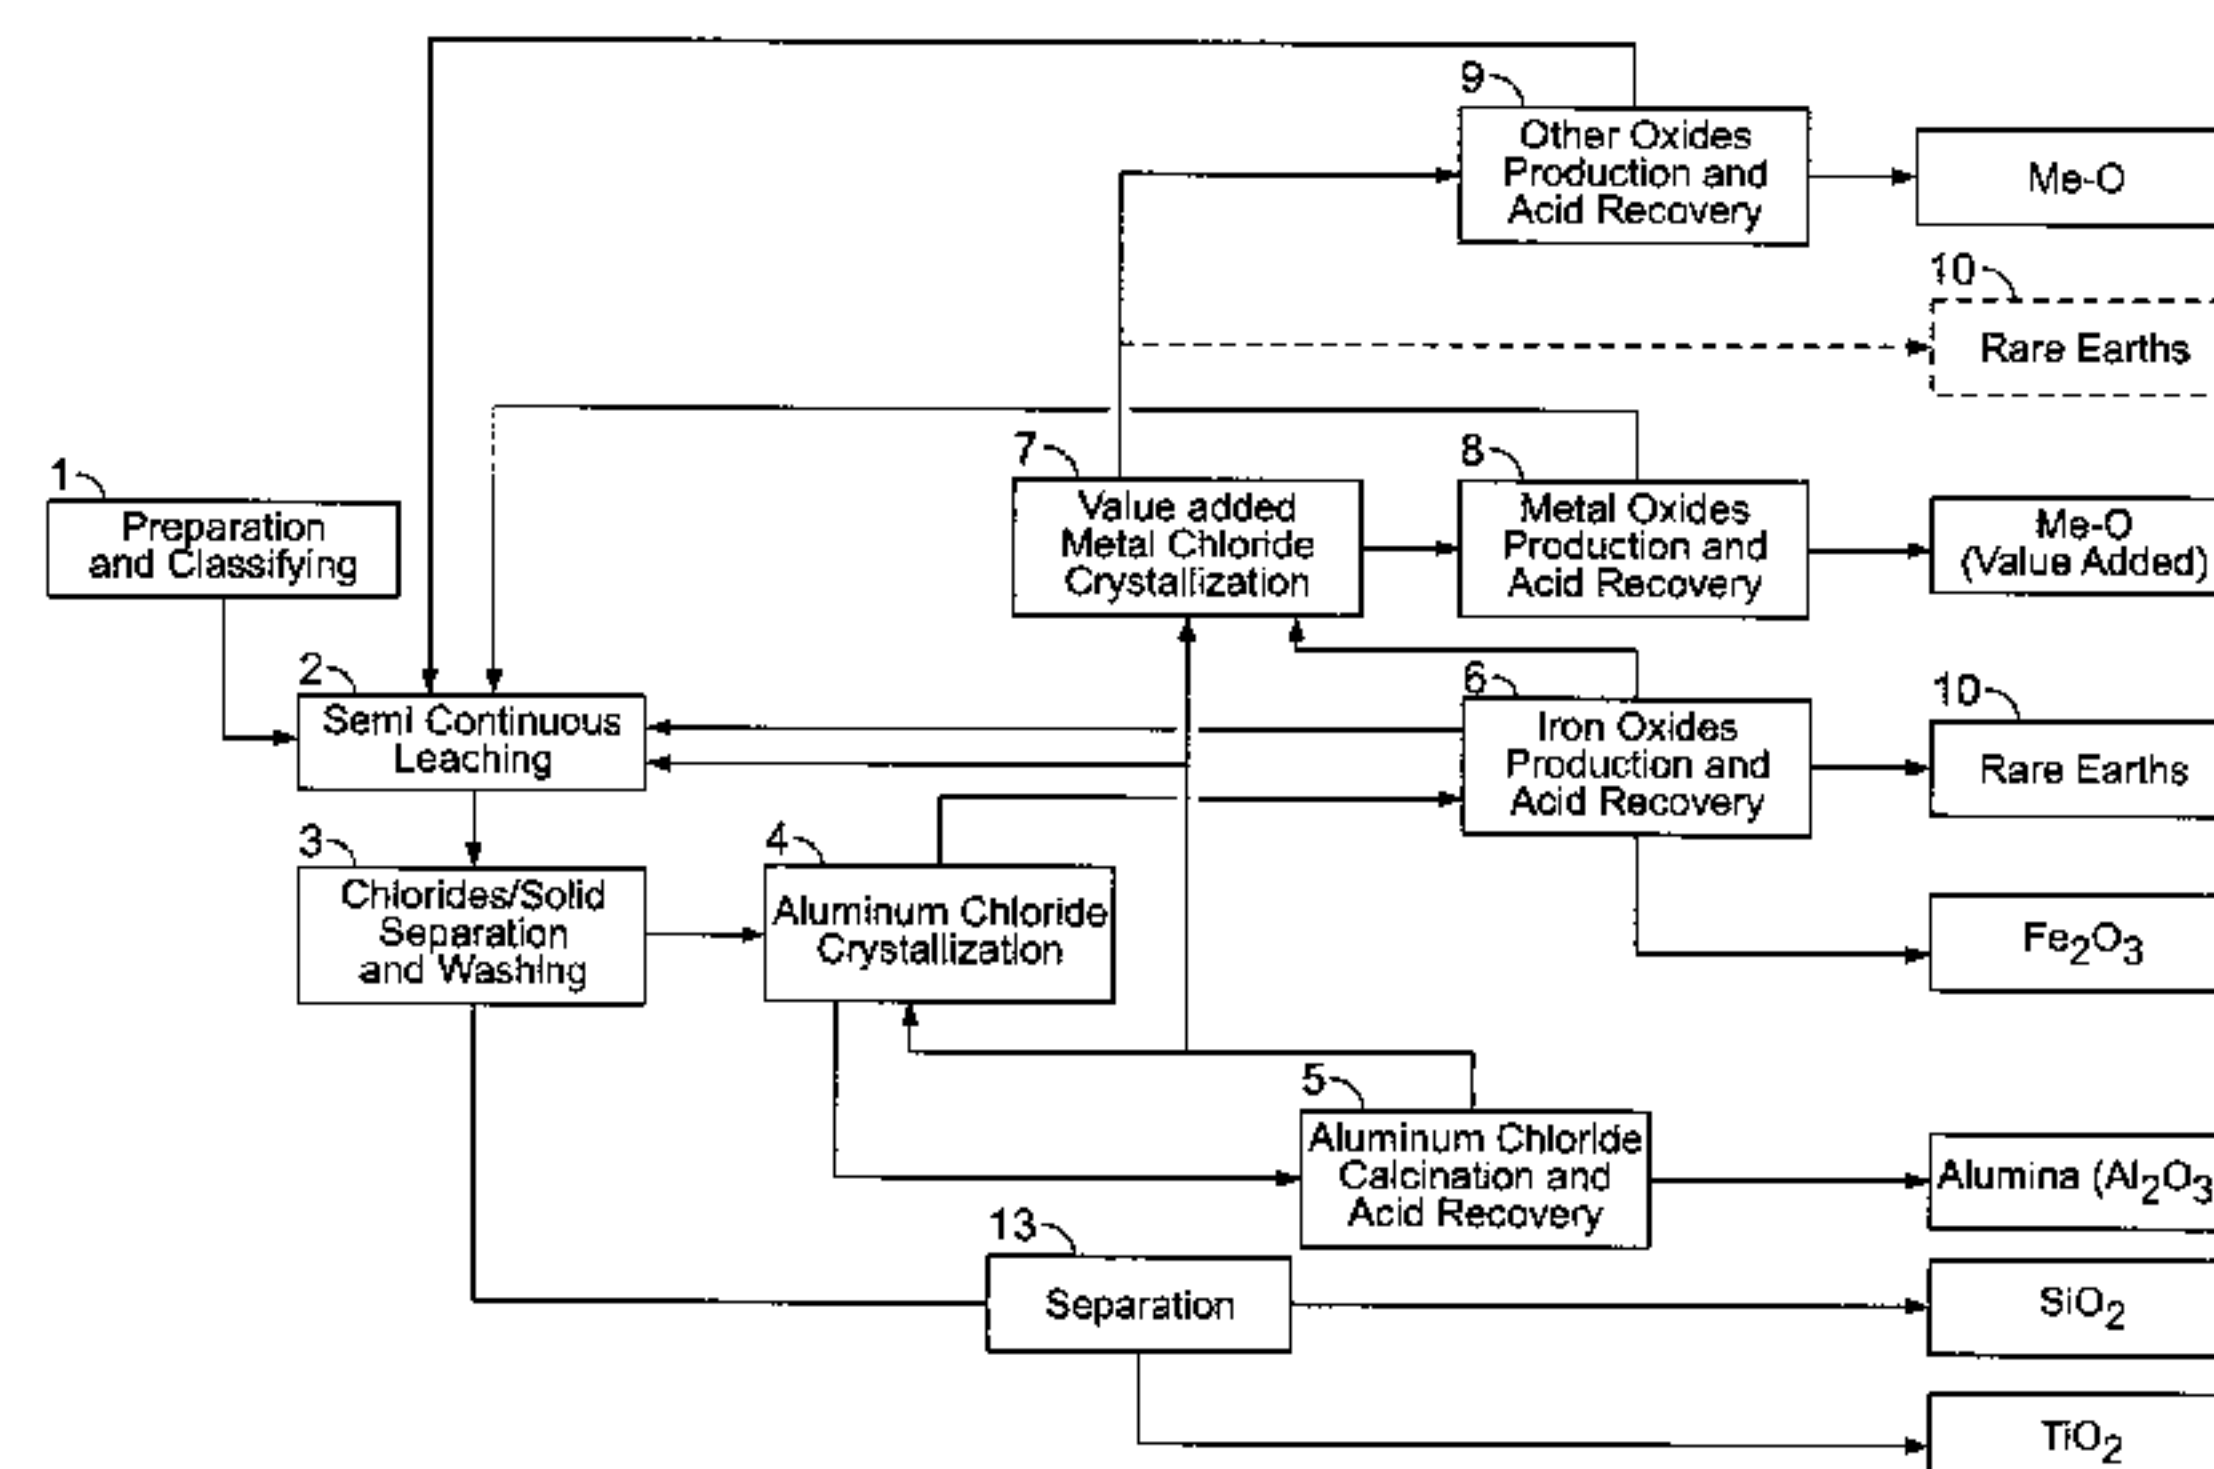 9
Other Oxides
Production and
Acid Recovery
Me-O
10
Rare Earths
7
Value added
Metal Chloride
Crystallization
8
Metal Oxides
Production and
Acid Recovery
Me-O
(Value Added)
1
Preparation
and Classifying
2
Semi Continuous
Leaching
6
Iron Oxides
Production and
Acid Recovery
10
Rare Earths
3
Chlorides/Solid
Separation
and Washing
4
Aluminum Chloride
Crystallization
Fe2O3
5
Aluminum Chloride
Calcination and
Acid Recovery
Alumina (Al2O3
13
Separation
SiO2
TiO2